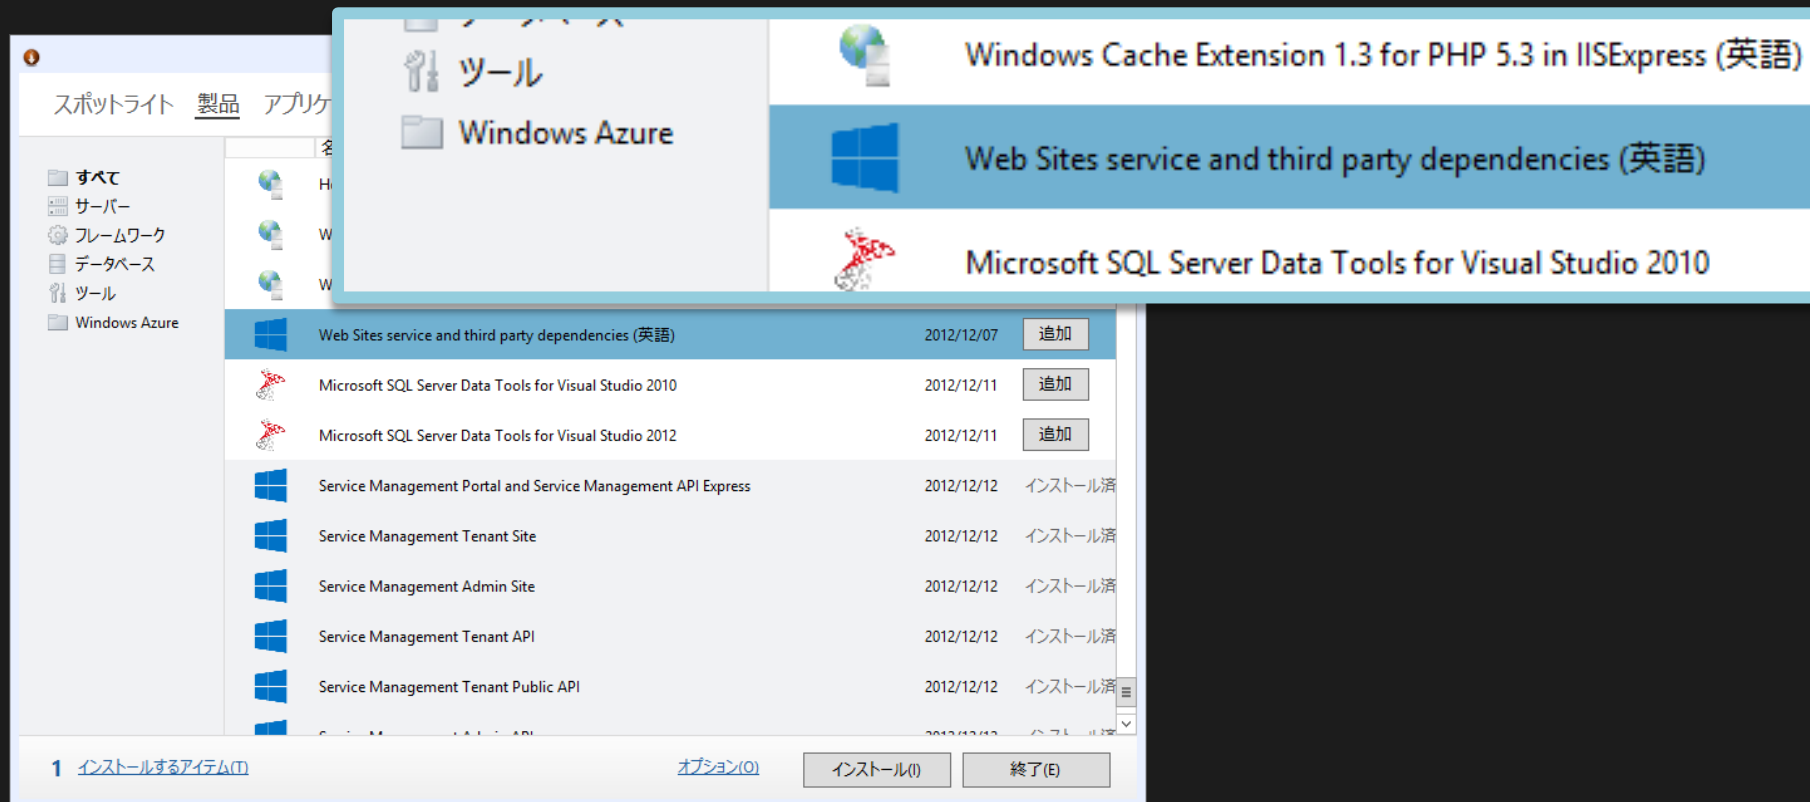 スポットライト 製品 アプリケ
すべて
サーバー
フレームワーク
データベース
ツール
Windows Azure
名
Web Sites service and third party dependencies (英語) 2012/12/07 追加
Microsoft SQL Server Data Tools for Visual Studio 2010 2012/12/11 追加
Microsoft SQL Server Data Tools for Visual Studio 2012 2012/12/11 追加
Service Management Portal and Service Management API Express 2012/12/12 インストール済
Service Management Tenant Site 2012/12/12 インストール済
Service Management Admin Site 2012/12/12 インストール済
Service Management Tenant API 2012/12/12 インストール済
Service Management Tenant Public API 2012/12/12 インストール済
1 インストールするアイテム(T) オプション(O) インストール(I) 終了(E)
ツール
Windows Azure
Windows Cache Extension 1.3 for PHP 5.3 in IISExpress (英語)
Web Sites service and third party dependencies (英語)
Microsoft SQL Server Data Tools for Visual Studio 2010